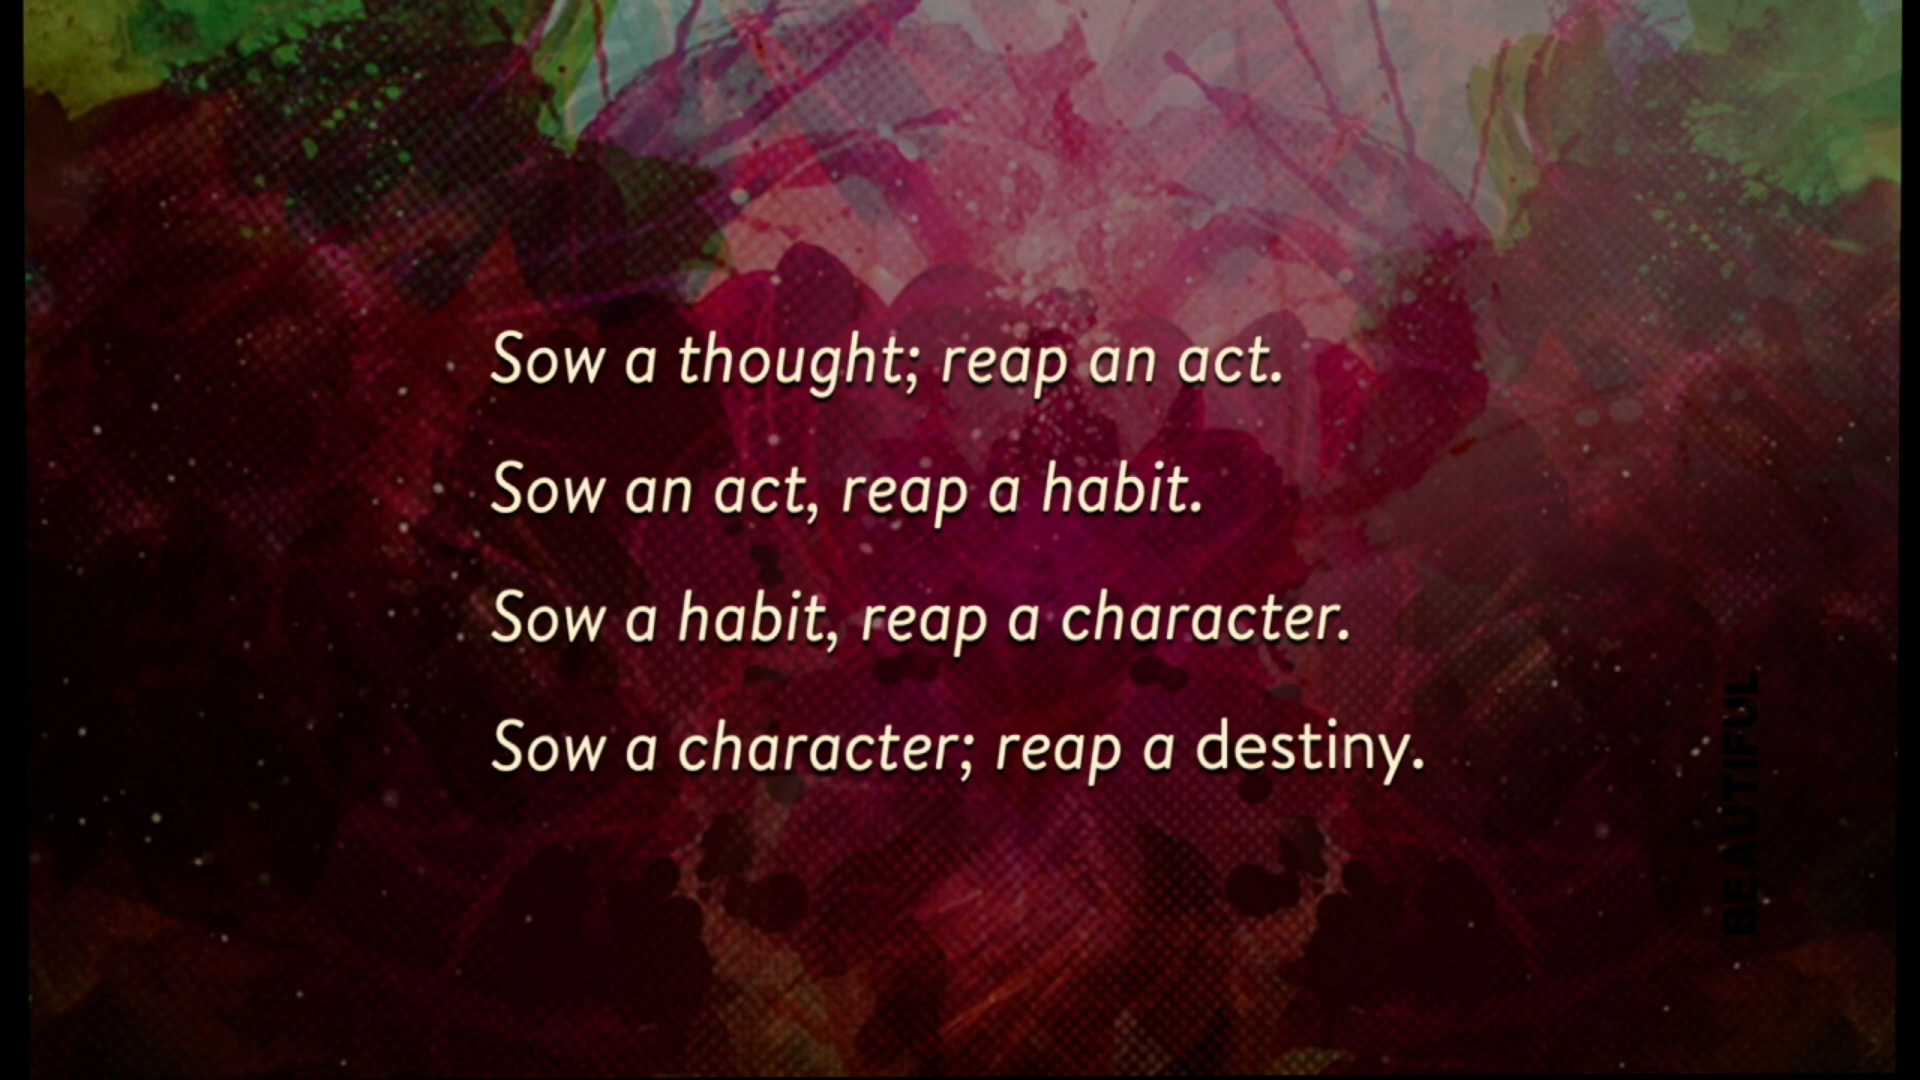 Sow a thought; reap an act.
Sow an act, reap a habit.
Sow a habit, reap a character.
Sow a character; reap a destiny.
BEAUTIFUL